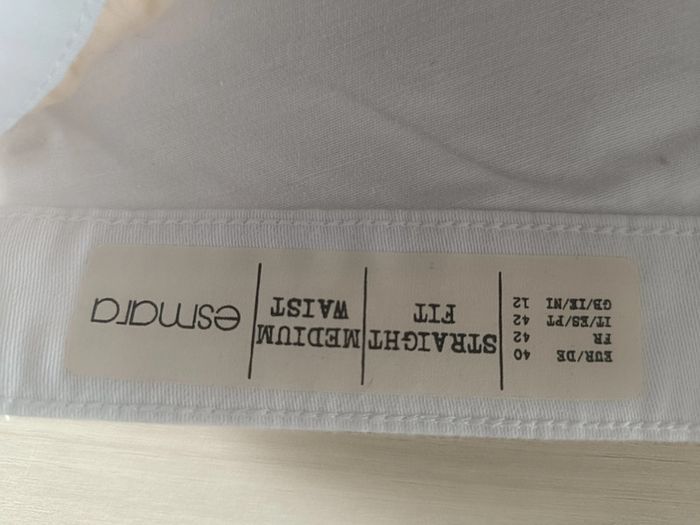 EUR/DE 40
FR 42
IT/ES/PT 42
GB/IE/NI 12
STRAIGHT
FIT
MEDIUM
WAIST
esmara